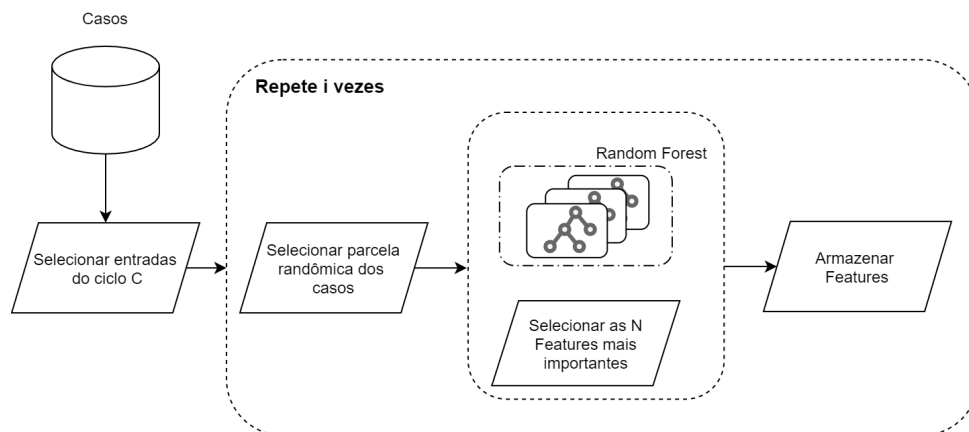 Casos
Repete i vezes
Random Forest
Selecionar entradas
do ciclo C
Selecionar parcela
randômica dos
casos
Selecionar as N
Features mais
importantes
Armazenar
Features